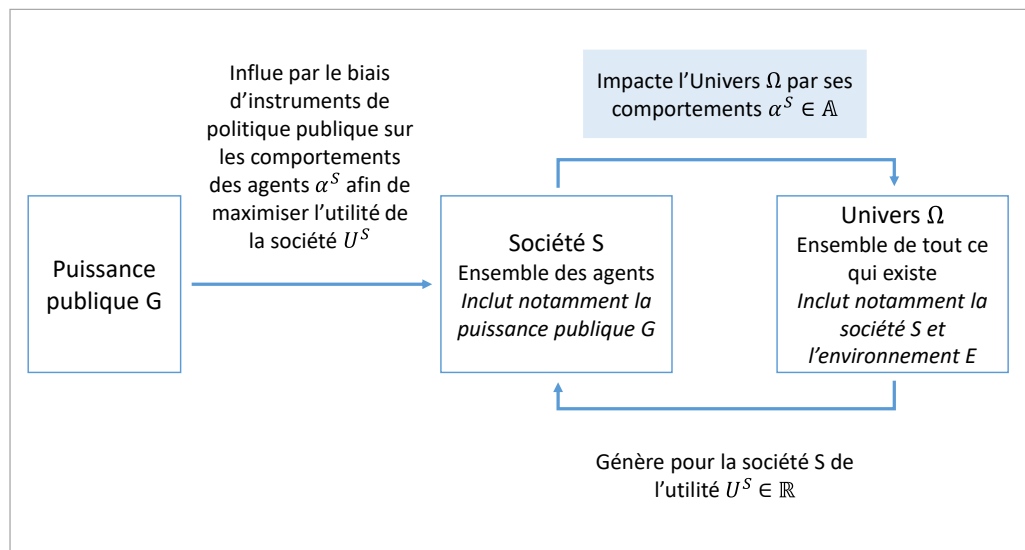 Influe par le biais
d’instruments de
politique publique sur
les comportements
des agents α^S afin de
maximiser l’utilité de
la société U^S
Impacte l’Univers Ω par ses
comportements α^S ∈ 𝔸
Puissance
publique G
Société S
Ensemble des agents
Inclut notamment la
puissance publique G
Univers Ω
Ensemble de tout ce
qui existe
Inclut notamment la
société S et
l’environnement E
Génère pour la société S de
l’utilité U^S ∈ ℝ